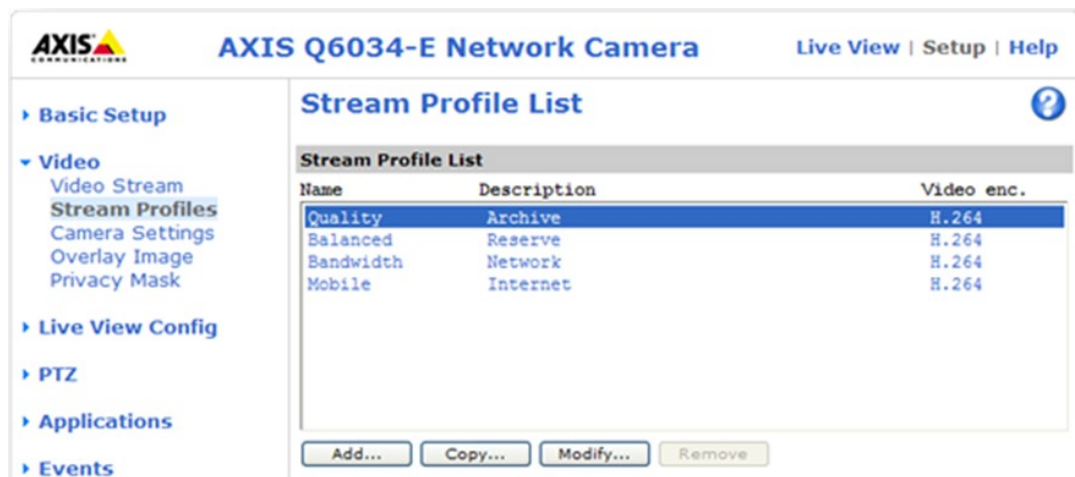 AXIS
COMMUNICATIONS
AXIS Q6034-E Network Camera
Live View | Setup | Help
Basic Setup
Video
Video Stream
Stream Profiles
Camera Settings
Overlay Image
Privacy Mask
Live View Config
PTZ
Applications
Events
Stream Profile List
?
Stream Profile List
Name Description Video enc.
Quality Archive H.264
Balanced Reserve H.264
Bandwidth Network H.264
Mobile Internet H.264
Add... Copy... Modify... Remove